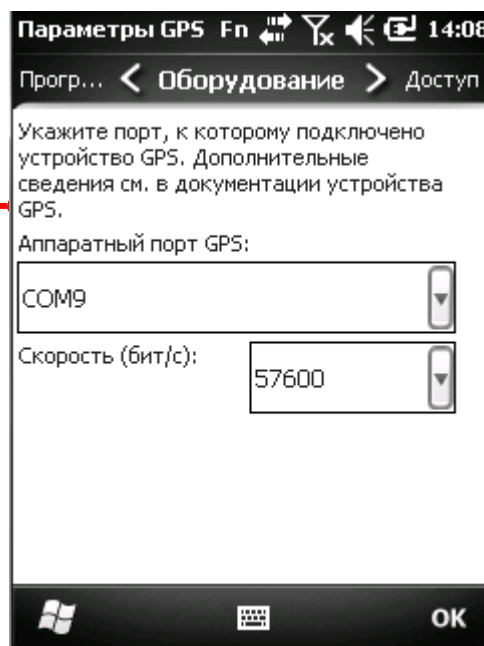 Параметры GPS Fn 14:08
Прогр... Оборудование Доступ
Укажите порт, к которому подключено
устройство GPS. Дополнительные
сведения см. в документации устройства
GPS.
Аппаратный порт GPS:
COM9
Скорость (бит/с):
57600
ОК